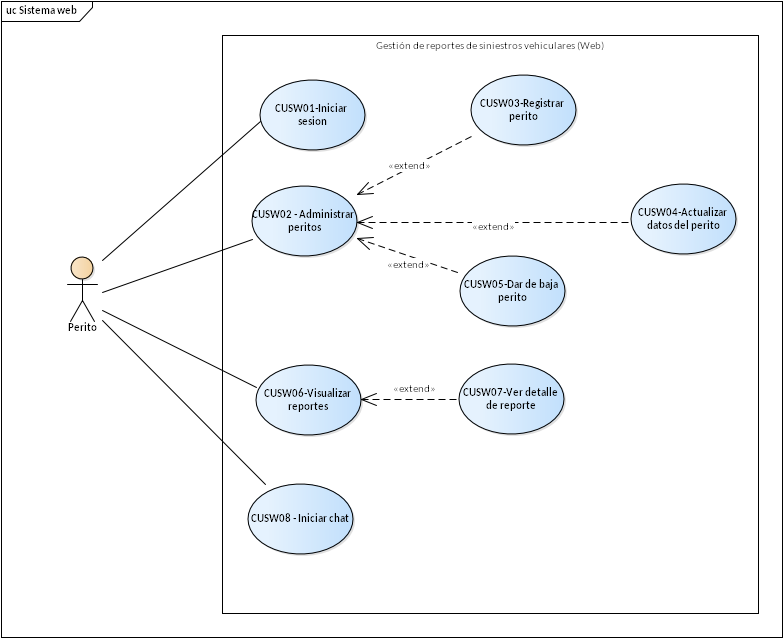 uc Sistema web
Gestión de reportes de siniestros vehiculares (Web)
CUSW01-Iniciar
sesion
CUSW03-Registrar
perito
«extend»
CUSW02 - Administrar
peritos
«extend»
CUSW04-Actualizar
datos del perito
«extend»
CUSW05-Dar de baja
perito
Perito
CUSW06-Visualizar
reportes
«extend»
CUSW07-Ver detalle
de reporte
CUSW08 - Iniciar chat